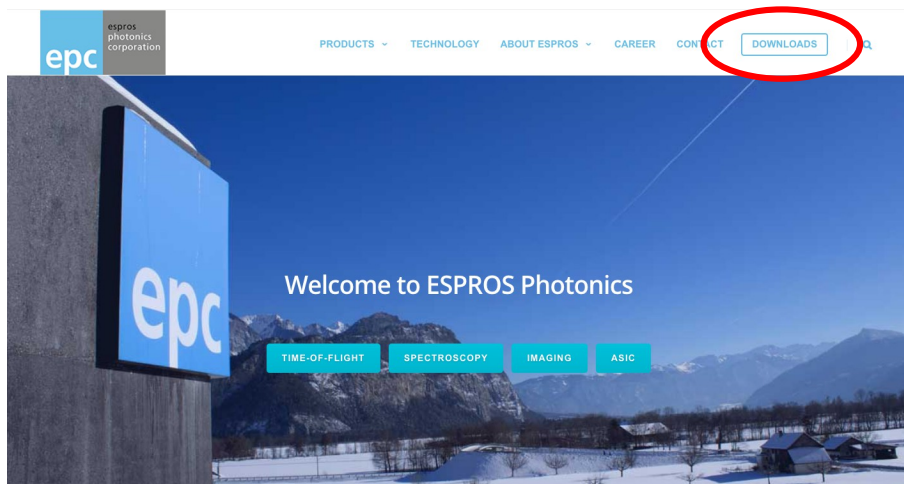 espros
photonics
corporation
epc
PRODUCTS
TECHNOLOGY
ABOUT ESPROS
CAREER
CONTACT
DOWNLOADS
epc
Welcome to ESPROS Photonics
TIME-OF-FLIGHT
SPECTROSCOPY
IMAGING
ASIC